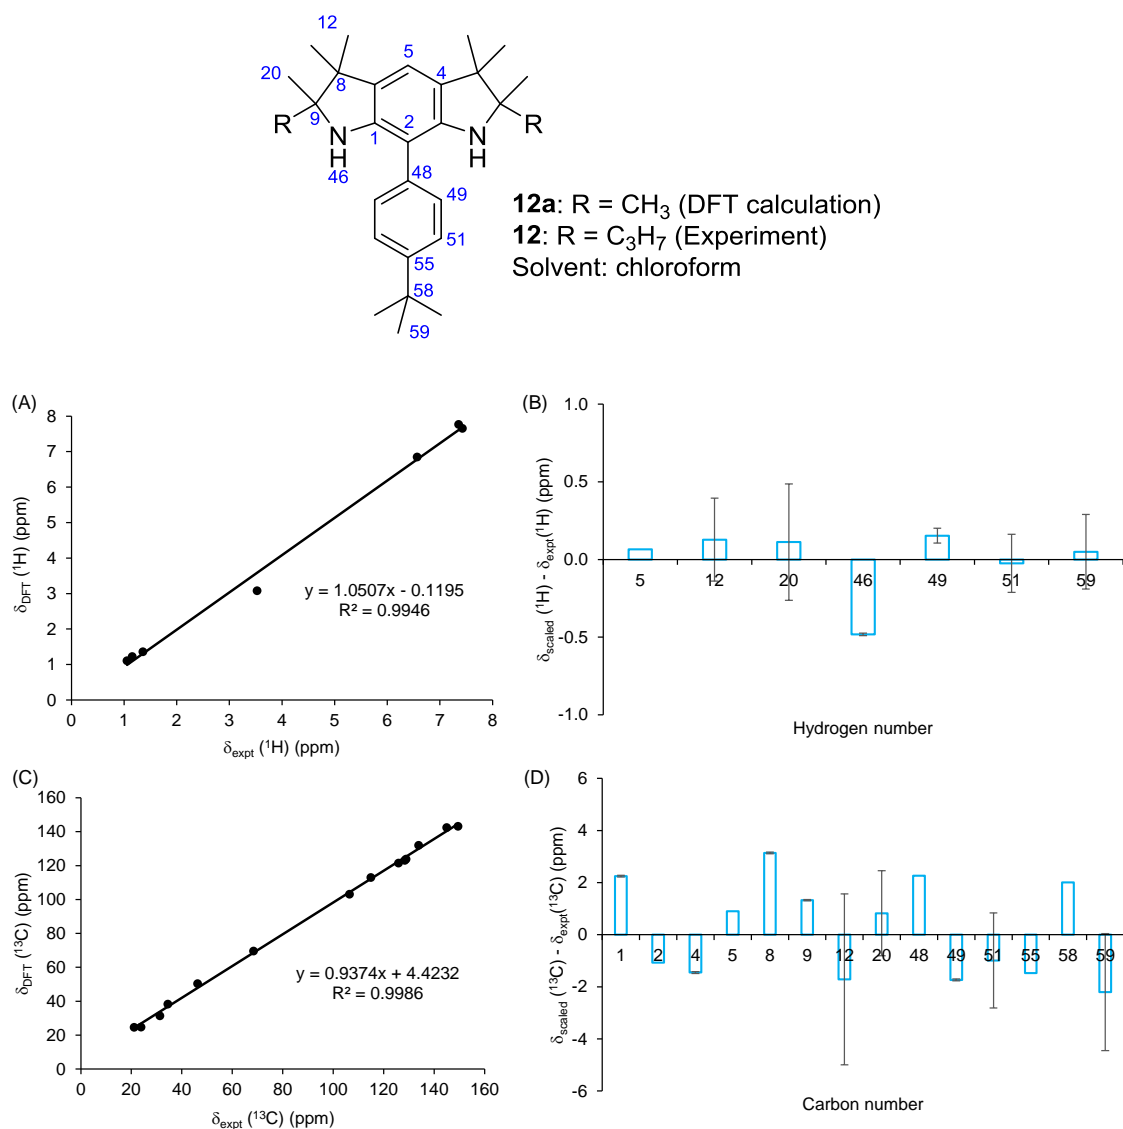 12
5
20
8
4
R
9
N
H
46
1
2
N
H
R
48
49
51
55
58
59
12a: R = CH₃ (DFT calculation)
12: R = C₃H₇ (Experiment)
Solvent: chloroform
(A)
8
7
6
5
4
3
2
1
0
δDFT (¹H) (ppm)
y = 1.0507x - 0.1195
R² = 0.9946
0 1 2 3 4 5 6 7 8
δexpt (¹H) (ppm)
(B)
1.0
0.5
0.0
-0.5
-1.0
δscaled (¹H) - δexpt(¹H) (ppm)
5 12 20 46 49 51 59
Hydrogen number
(C)
160
140
120
100
80
60
40
20
0
δDFT (¹³C) (ppm)
y = 0.9374x + 4.4232
R² = 0.9986
0 20 40 60 80 100 120 140 160
δexpt (¹³C) (ppm)
(D)
6
4
2
0
-2
-4
-6
δscaled (¹³C) - δexpt(¹³C) (ppm)
1 2 4 5 8 9 12 20 48 49 51 55 58 59
Carbon number